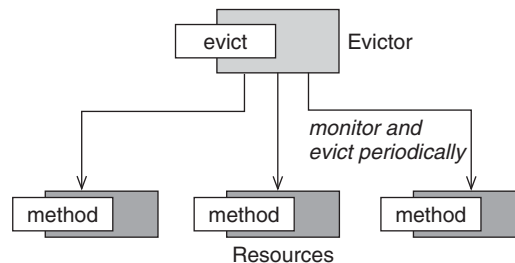 evict
Evictor
monitor and
evict periodically
method
method
method
Resources